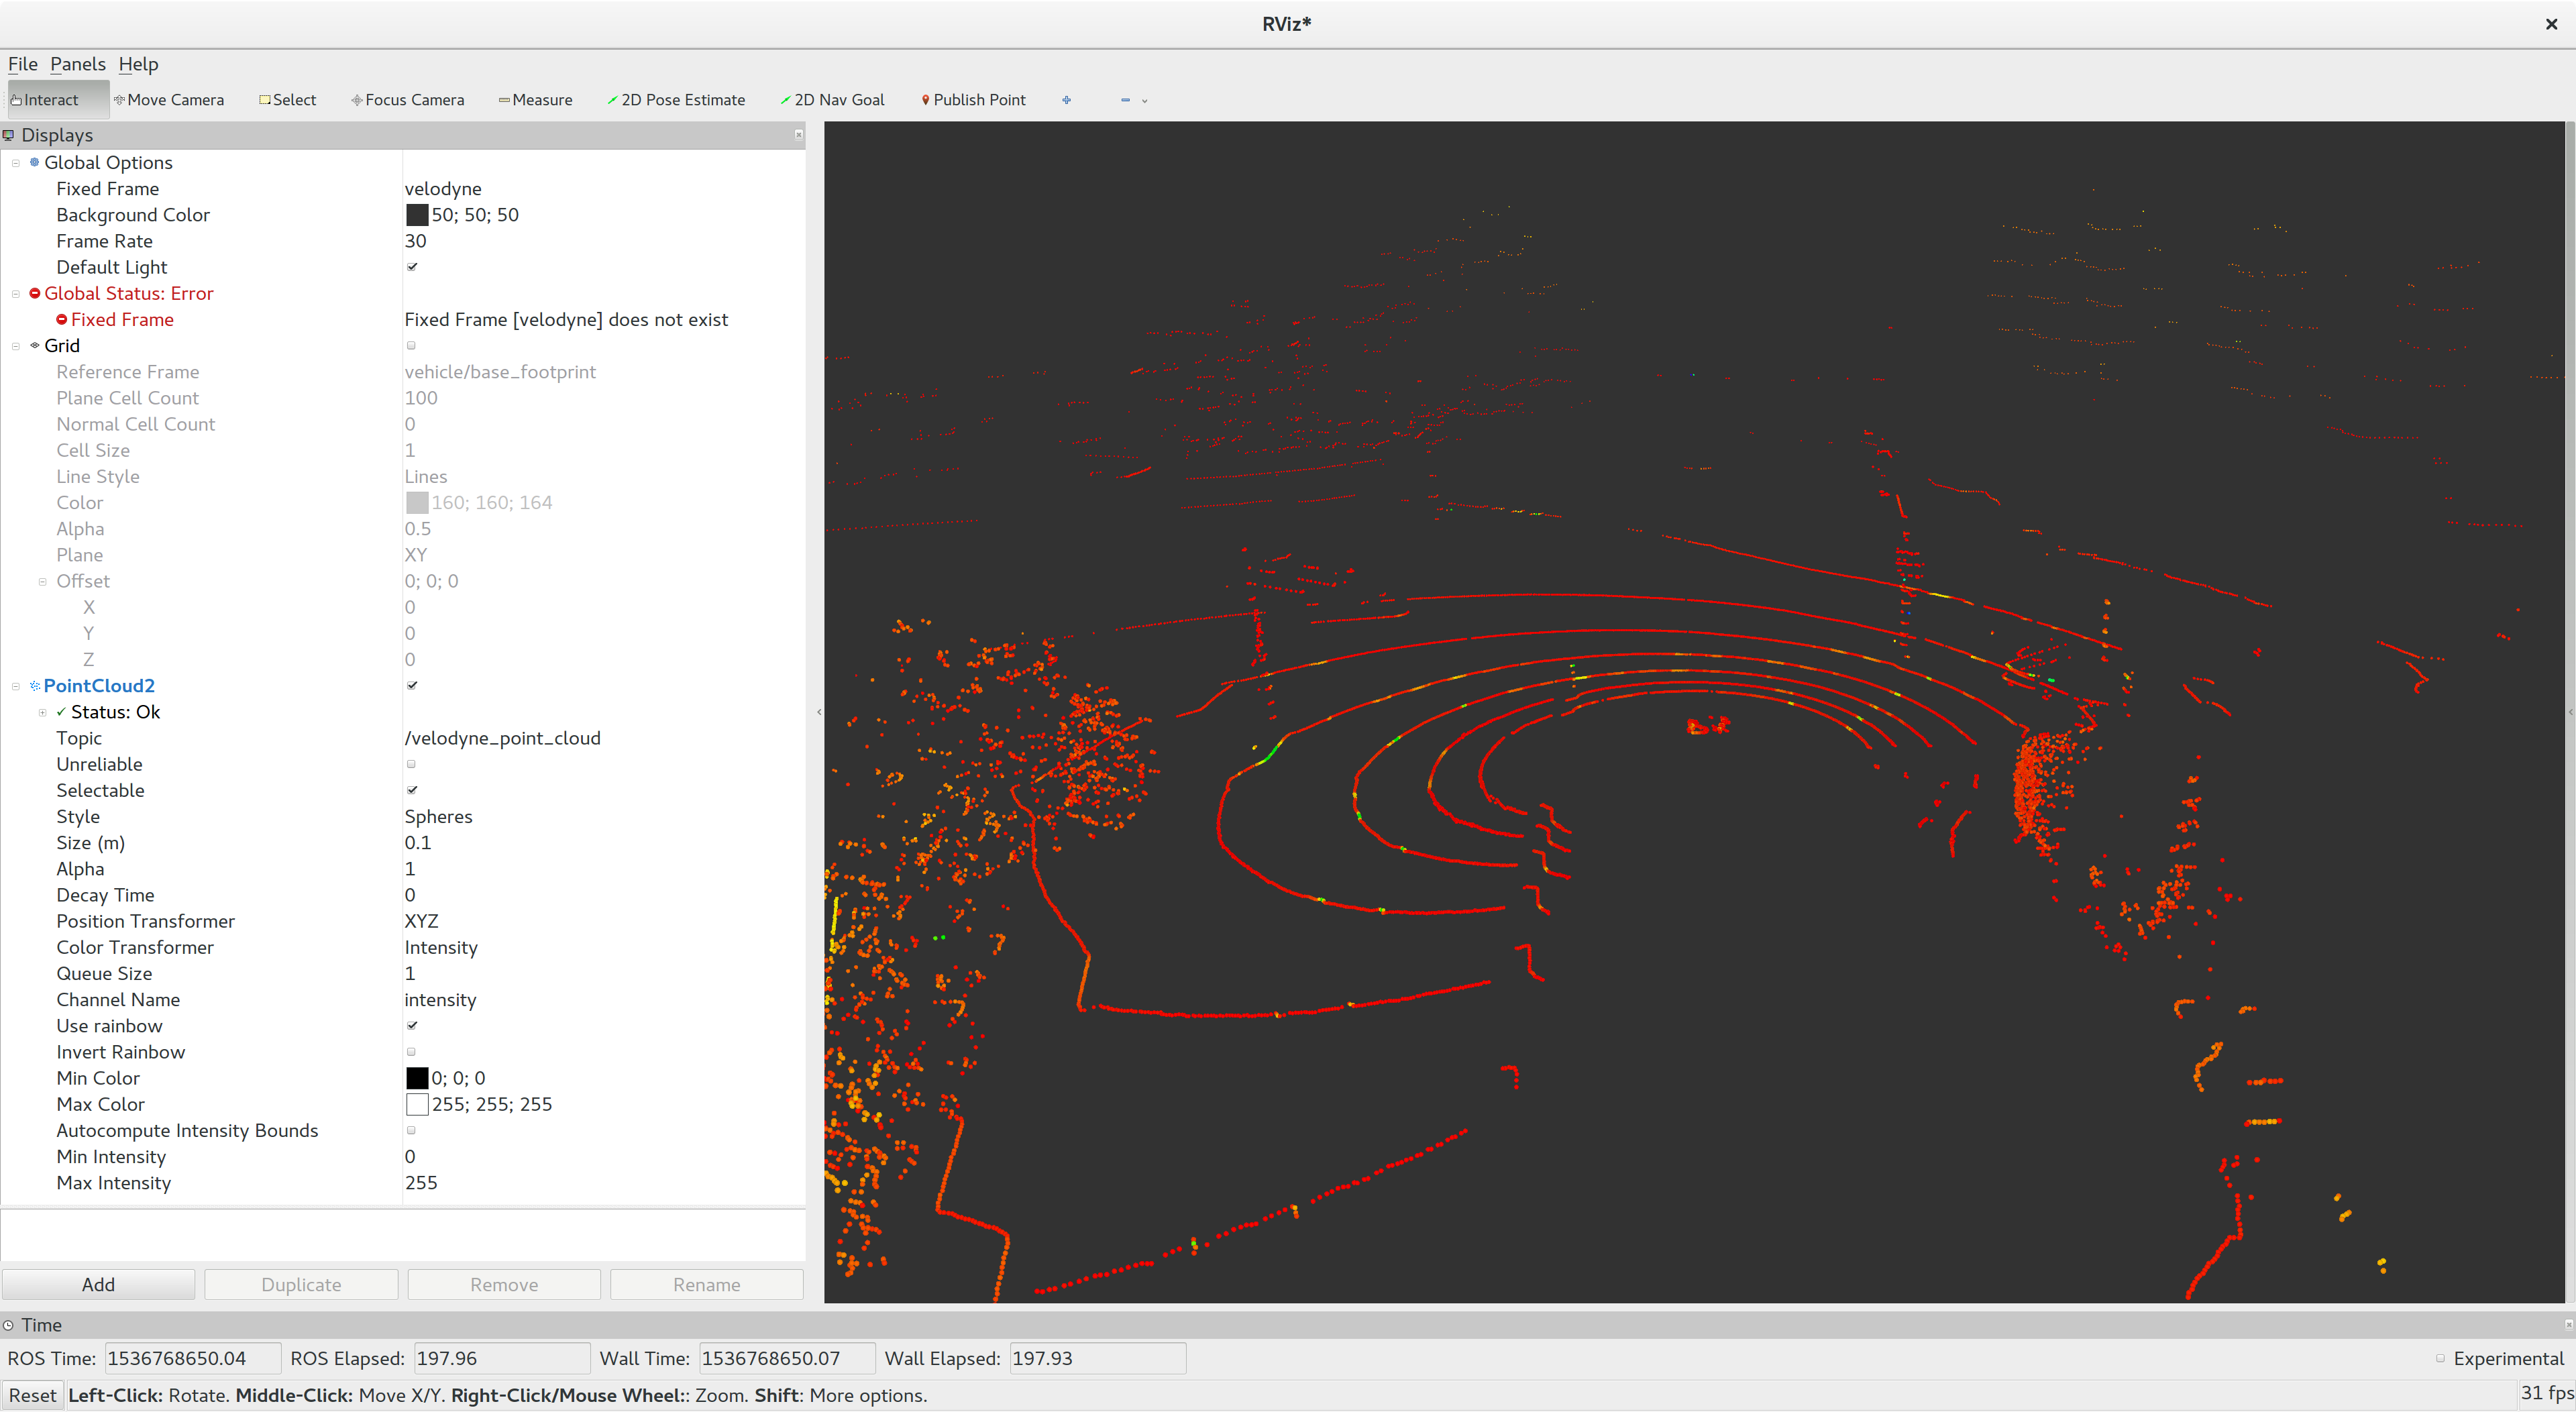 RViz*
File Panels Help
Interact Move Camera Select Focus Camera Measure 2D Pose Estimate 2D Nav Goal Publish Point
Displays
Global Options
Fixed Frame velodyne
Background Color 50; 50; 50
Frame Rate 30
Default Light
Global Status: Error
Fixed Frame Fixed Frame [velodyne] does not exist
Grid
Reference Frame vehicle/base_footprint
Plane Cell Count 100
Normal Cell Count 0
Cell Size 1
Line Style Lines
Color 160; 160; 164
Alpha 0.5
Plane XY
Offset 0; 0; 0
X 0
Y 0
Z 0
PointCloud2
Status: Ok
Topic /velodyne_point_cloud
Unreliable
Selectable
Style Spheres
Size (m) 0.1
Alpha 1
Decay Time 0
Position Transformer XYZ
Color Transformer Intensity
Queue Size 1
Channel Name intensity
Use rainbow
Invert Rainbow
Min Color 0; 0; 0
Max Color 255; 255; 255
Autocompute Intensity Bounds
Min Intensity 0
Max Intensity 255
Add Duplicate Remove Rename
Time
ROS Time: 1536768650.04 ROS Elapsed: 197.96 Wall Time: 1536768650.07 Wall Elapsed: 197.93 Experimental
Reset Left-Click: Rotate. Middle-Click: Move X/Y. Right-Click/Mouse Wheel:: Zoom. Shift: More options. 31 fps